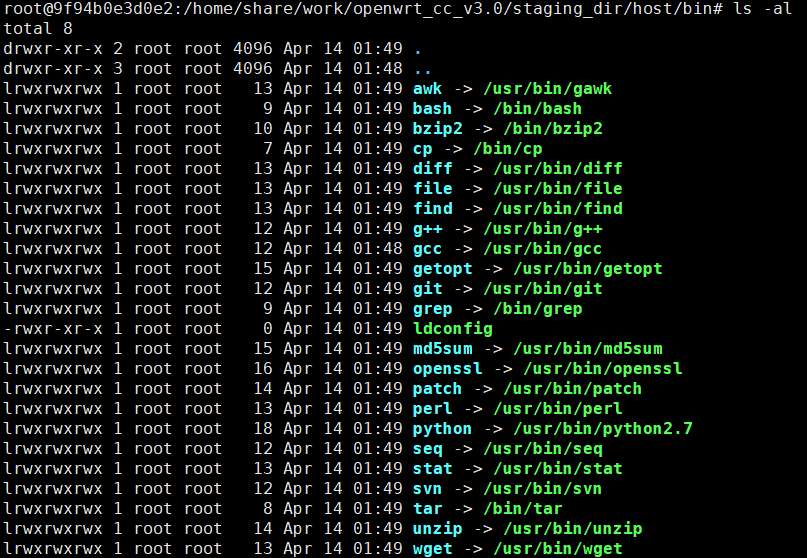 root@9f94b0e3d0e2:/home/share/work/openwrt_cc_v3.0/staging_dir/host/bin# ls -al
total 8
drwxr-xr-x 2 root root 4096 Apr 14 01:49 .
drwxr-xr-x 3 root root 4096 Apr 14 01:48 ..
lrwxrwxrwx 1 root root   13 Apr 14 01:49 awk -> /usr/bin/gawk
lrwxrwxrwx 1 root root    9 Apr 14 01:49 bash -> /bin/bash
lrwxrwxrwx 1 root root   10 Apr 14 01:49 bzip2 -> /bin/bzip2
lrwxrwxrwx 1 root root    7 Apr 14 01:49 cp -> /bin/cp
lrwxrwxrwx 1 root root   13 Apr 14 01:49 diff -> /usr/bin/diff
lrwxrwxrwx 1 root root   13 Apr 14 01:49 file -> /usr/bin/file
lrwxrwxrwx 1 root root   13 Apr 14 01:49 find -> /usr/bin/find
lrwxrwxrwx 1 root root   12 Apr 14 01:49 g++ -> /usr/bin/g++
lrwxrwxrwx 1 root root   12 Apr 14 01:48 gcc -> /usr/bin/gcc
lrwxrwxrwx 1 root root   15 Apr 14 01:49 getopt -> /usr/bin/getopt
lrwxrwxrwx 1 root root   12 Apr 14 01:49 git -> /usr/bin/git
lrwxrwxrwx 1 root root    9 Apr 14 01:49 grep -> /bin/grep
-rwxr-xr-x 1 root root    0 Apr 14 01:49 ldconfig
lrwxrwxrwx 1 root root   15 Apr 14 01:49 md5sum -> /usr/bin/md5sum
lrwxrwxrwx 1 root root   16 Apr 14 01:49 openssl -> /usr/bin/openssl
lrwxrwxrwx 1 root root   14 Apr 14 01:49 patch -> /usr/bin/patch
lrwxrwxrwx 1 root root   13 Apr 14 01:49 perl -> /usr/bin/perl
lrwxrwxrwx 1 root root   18 Apr 14 01:49 python -> /usr/bin/python2.7
lrwxrwxrwx 1 root root   12 Apr 14 01:49 seq -> /usr/bin/seq
lrwxrwxrwx 1 root root   13 Apr 14 01:49 stat -> /usr/bin/stat
lrwxrwxrwx 1 root root   12 Apr 14 01:49 svn -> /usr/bin/svn
lrwxrwxrwx 1 root root    8 Apr 14 01:49 tar -> /bin/tar
lrwxrwxrwx 1 root root   14 Apr 14 01:49 unzip -> /usr/bin/unzip
lrwxrwxrwx 1 root root   13 Apr 14 01:49 wget -> /usr/bin/wget